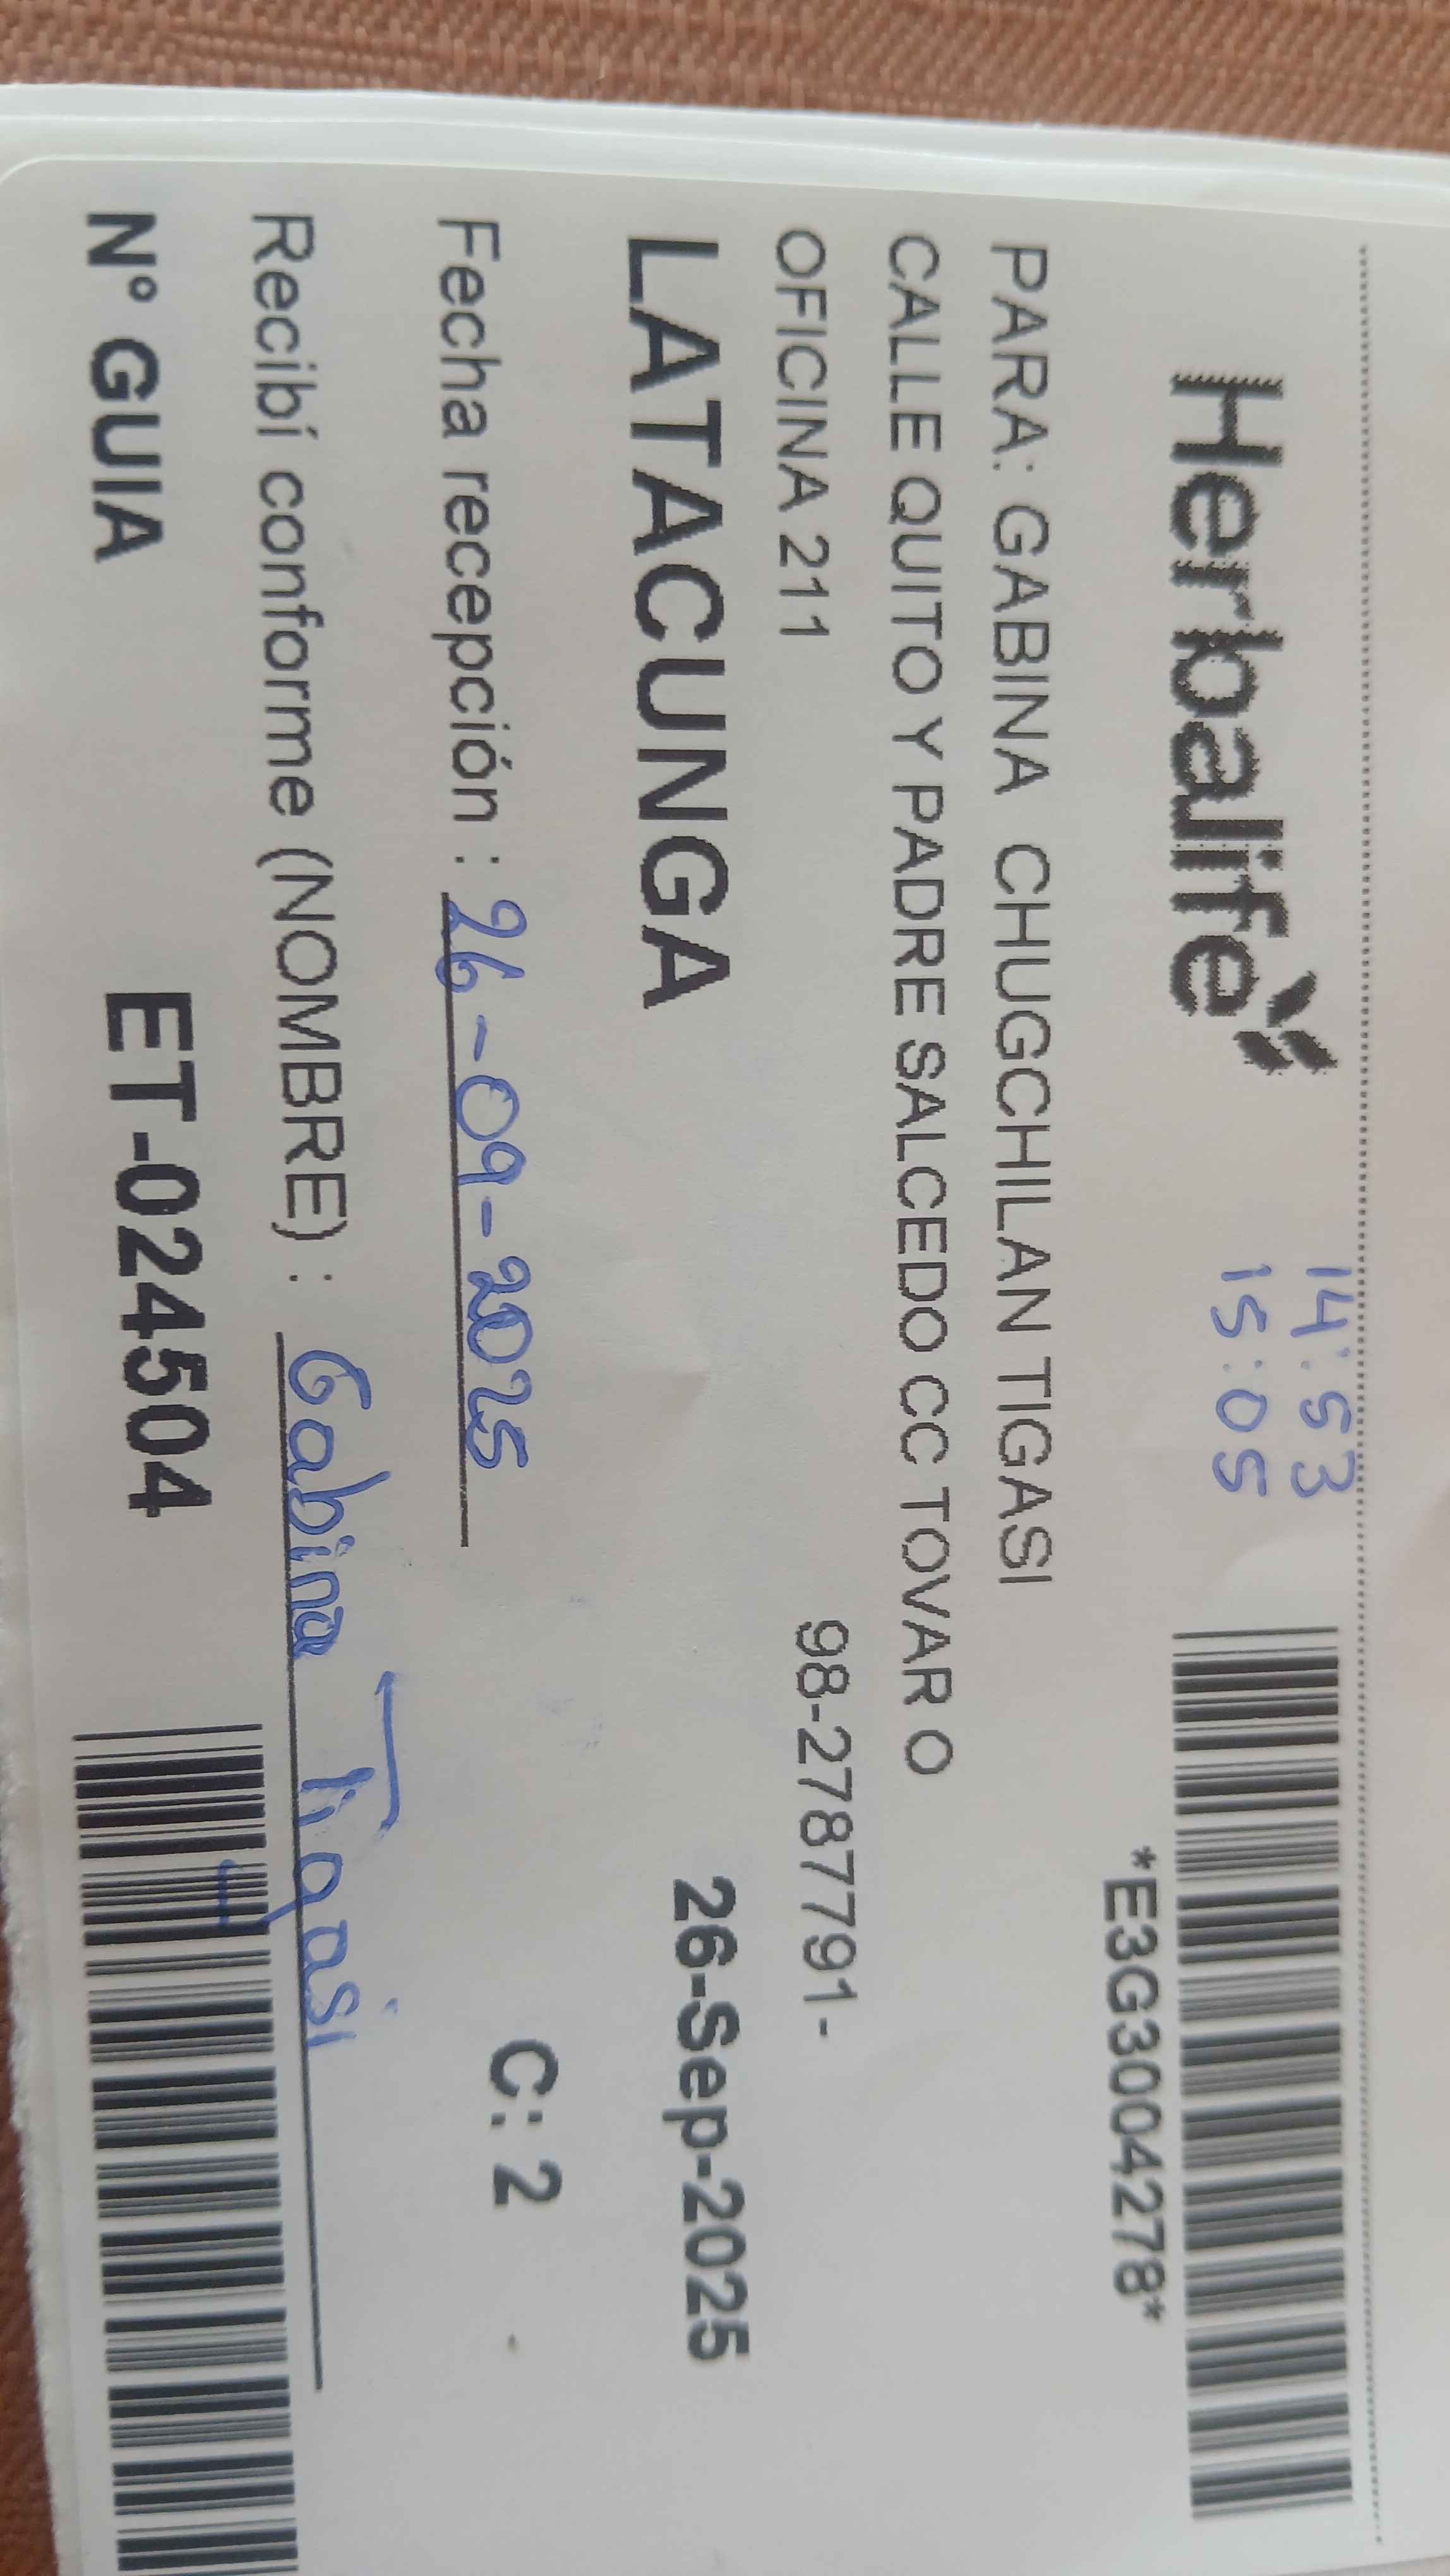 14:53
Herbalife
15:05
*E3G3004278*
PARA: GABINA CHUGCHILAN TIGASI
CALLE QUITO Y PADRE SALCEDO CC TOVAR O
OFICINA 211
98-2787791-
LATACUNGA
26-Sep-2025
Fecha recepción : 26-09-2025
C: 2
Recibí conforme (NOMBRE) : Gabina Tigasi
N° GUIA
ET-024504